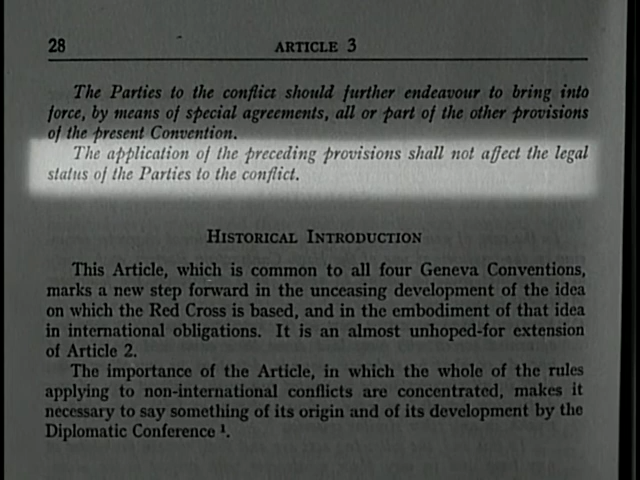 28
ARTICLE 3
The Parties to the conflict should further endeavour to bring into
force, by means of special agreements, all or part of the other provisions
of the present Convention.
The application of the preceding provisions shall not affect the legal
status of the Parties to the conflict.
HISTORICAL INTRODUCTION
This Article, which is common to all four Geneva Conventions,
marks a new step forward in the unceasing development of the idea
on which the Red Cross is based, and in the embodiment of that idea
in international obligations. It is an almost unhoped-for extension
of Article 2.
The importance of the Article, in which the whole of the rules
applying to non-international conflicts are concentrated, makes it
necessary to say something of its origin and of its development by the
Diplomatic Conference ¹.